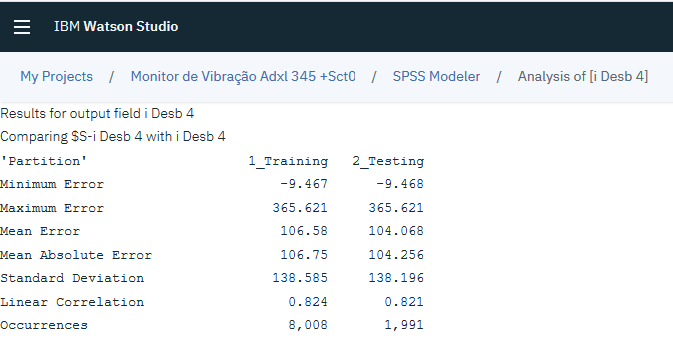 IBM Watson Studio
My Projects / Monitor de Vibração Adxl 345 +Sct0 / SPSS Modeler / Analysis of [i Desb 4]
Results for output field i Desb 4
Comparing $S-i Desb 4 with i Desb 4
'Partition' 1_Training 2_Testing
Minimum Error -9.467 -9.468
Maximum Error 365.621 365.621
Mean Error 106.58 104.068
Mean Absolute Error 106.75 104.256
Standard Deviation 138.585 138.196
Linear Correlation 0.824 0.821
Occurrences 8,008 1,991